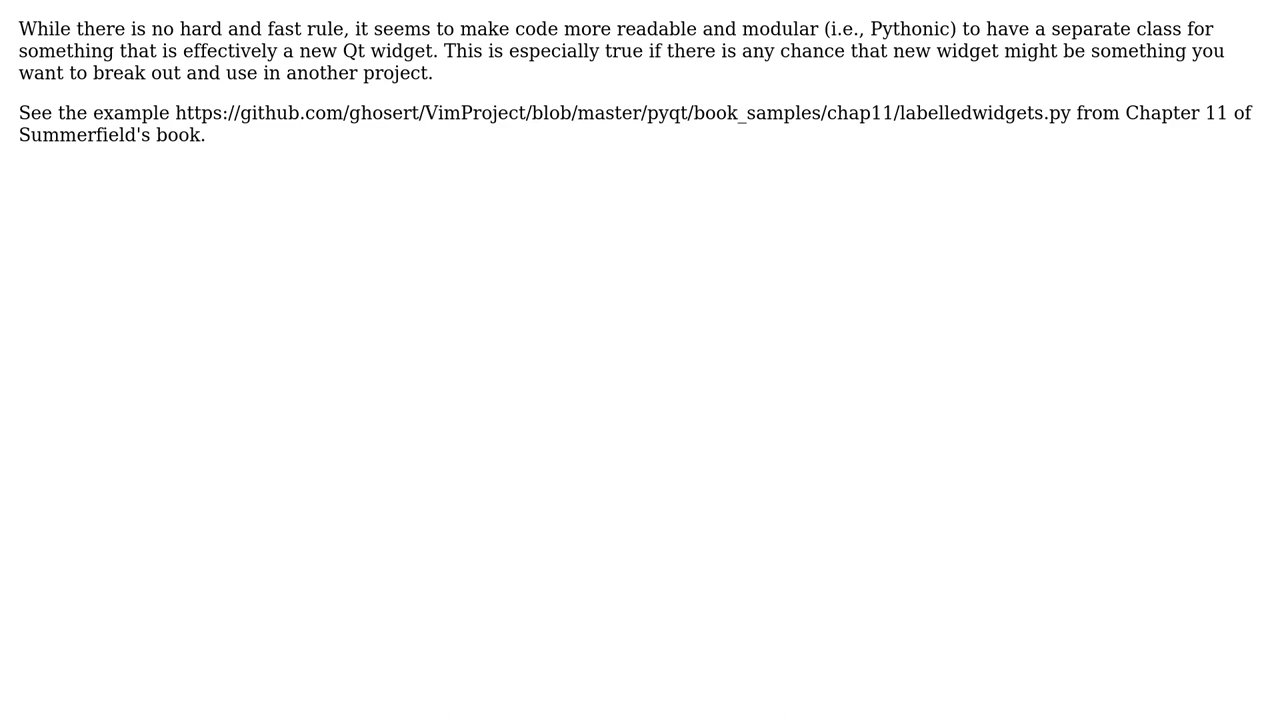 While there is no hard and fast rule, it seems to make code more readable and modular (i.e., Pythonic) to have a separate class for
something that is effectively a new Qt widget. This is especially true if there is any chance that new widget might be something you
want to break out and use in another project.
See the example https://github.com/ghosert/VimProject/blob/master/pyqt/book_samples/chap11/labelledwidgets.py from Chapter 11 of
Summerfield's book.